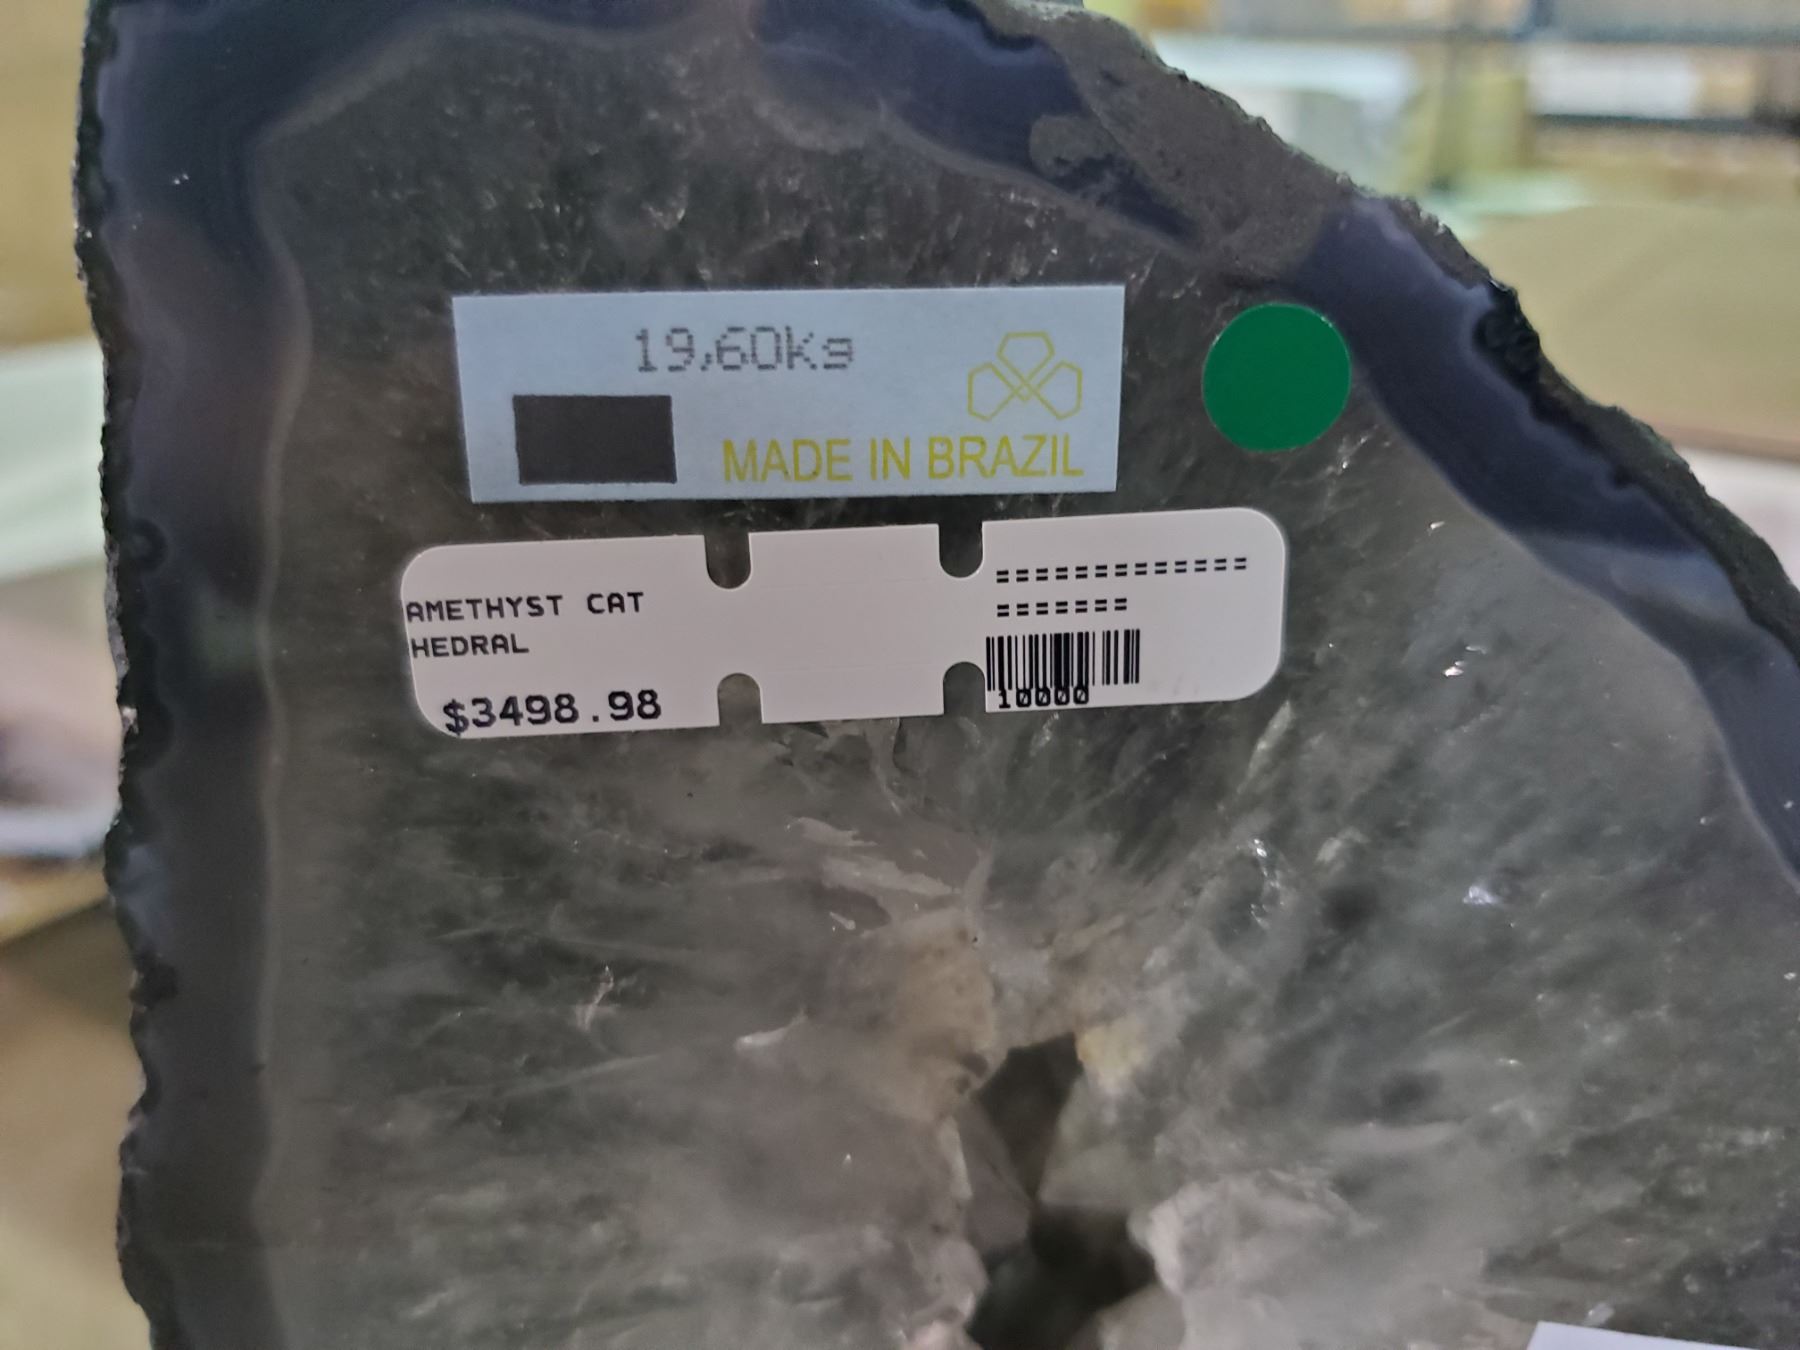 19,60Kg
MADE IN BRAZIL
AMETHYST CAT
HEDRAL
$3498.98
=============
=======
10000